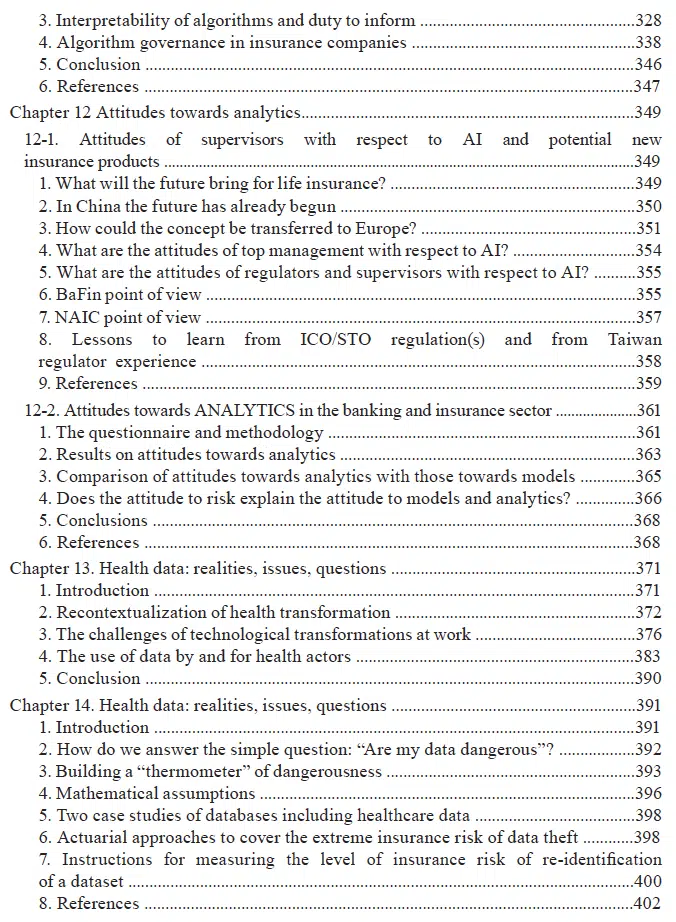 3. Interpretability of algorithms and duty to inform ..........................................328
4. Algorithm governance in insurance companies ............................................338
5. Conclusion ...................................................................................................346
6. References ....................................................................................................347
Chapter 12 Attitudes towards analytics...................................................................349
12-1. Attitudes of supervisors with respect to AI and potential new
insurance products ...............................................................................................349
1. What will the future bring for life insurance? .................................................349
2. In China the future has already begun ............................................................350
3. How could the concept be transferred to Europe? ............................................351
4. What are the attitudes of top management with respect to AI? .........................354
5. What are the attitudes of regulators and supervisors with respect to AI? ..........355
6. BaFin point of view .......................................................................................355
7. NAIC point of view .......................................................................................357
8. Lessons to learn from ICO/STO regulation(s) and from Taiwan
regulator experience ........................................................................................358
9. References ....................................................................................................359
12-2. Attitudes towards ANALYTICS in the banking and insurance sector ......................361
1. The questionnaire and methodology ..............................................................361
2. Results on attitudes towards analytics ............................................................363
3. Comparison of attitudes towards analytics with those towards models ............365
4. Does the attitude to risk explain the attitude to models and analytics? .............366
5. Conclusions ..................................................................................................368
6. References ....................................................................................................368
Chapter 13. Health data: realities, issues, questions .................................................371
1. Introduction ..................................................................................................371
2. Recontextualization of health transformation .................................................372
3. The challenges of technological transformations at work ................................376
4. The use of data by and for health actors .........................................................383
5. Conclusion ...................................................................................................390
Chapter 14. Health data: realities, issues, questions .................................................391
1. Introduction ..................................................................................................391
2. How do we answer the simple question: “Are my data dangerous”? ...............392
3. Building a “thermometer” of dangerousness ..................................................393
4. Mathematical assumptions ............................................................................396
5. Two case studies of databases including healthcare data ................................398
6. Actuarial approaches to cover the extreme insurance risk of data theft ...........398
7. Instructions for measuring the level of insurance risk of re-identification
of a dataset ......................................................................................................400
8. References ....................................................................................................402